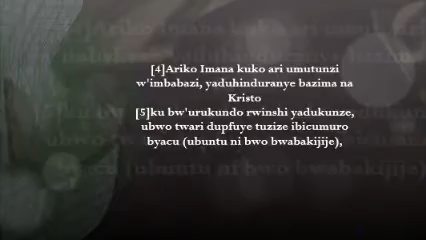 [4]Ariko Imana kuko ari umutunzi
w'imbabazi, yaduhinduranye bazima na
Kristo
[5]ku bw'urukundo rwinshi yadukunze,
ubwo twari dupfuye tuzize ibicumuro
byacu (ubuntu ni bwo bwabakijije),